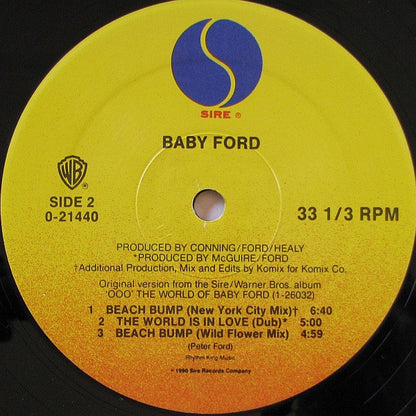 SIRE ®
BABY FORD
WB ®
SIDE 2
0-21440
33 1/3 RPM
PRODUCED BY CONNING/FORD/HEALY
*PRODUCED BY McGUIRE/FORD
†Additional Production, Mix and Edits by Komix for Komix Co.
Original version from the Sire/Warner Bros. album
'OOO' THE WORLD OF BABY FORD (1-26032)
1 BEACH BUMP (New York City Mix)† 6:40
2 THE WORLD IS IN LOVE (Dub)* 5:00
3 BEACH BUMP (Wild Flower Mix) 4:59
(Peter Ford)
Rhythm King Music
℗ 1990 Sire Records Company